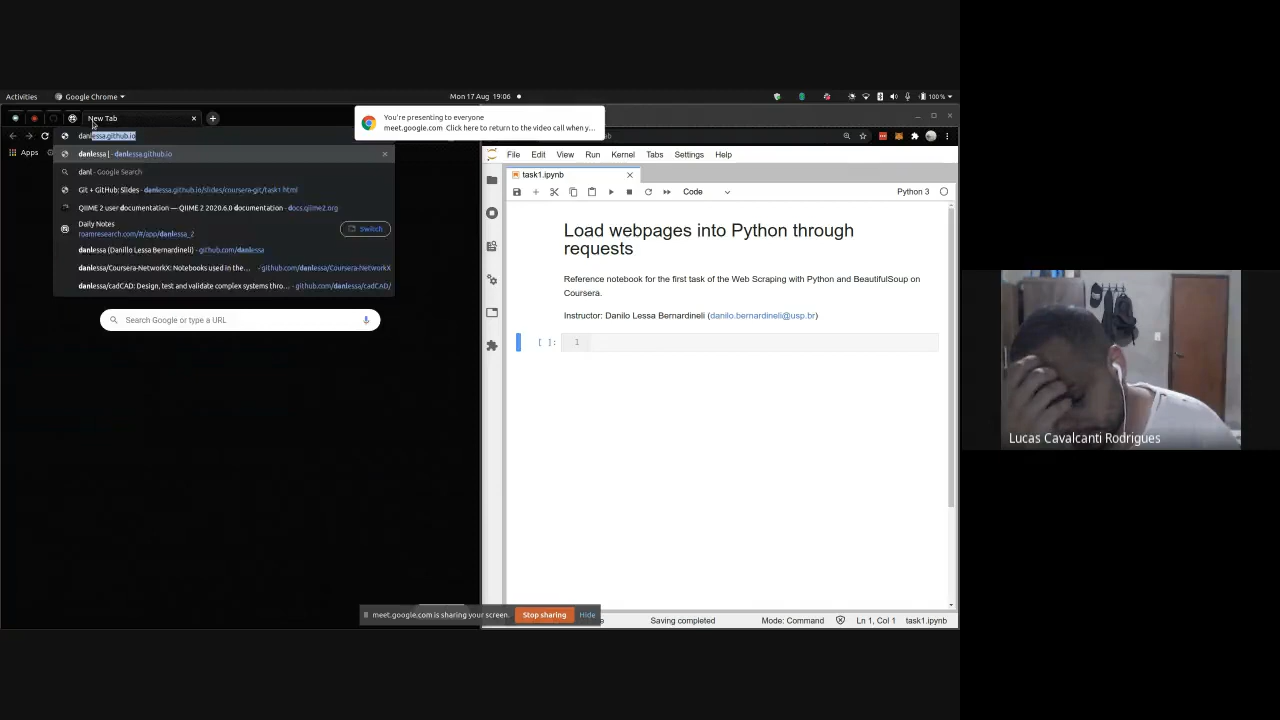 Activities
Google Chrome
Mon 17 Aug 19:06
100%
New Tab
You're presenting to everyone
meet.google.com Click here to return to the video call when y...
danlessa.github.io
Apps
danlessa | - danlessa.github.io
danl - Google Search
Git + GitHub: Slides - danlessa.github.io/slides/coursera-git/task1 html
QIIME 2 user documentation — QIIME 2 2020.6.0 documentation - docs.qiime2.org
Daily Notes
roamresearch.com/#/app/danlessa_2
Switch
danlessa (Danillo Lessa Bernardineli) - github.com/danlessa
danlessa/Coursera-NetworkX: Notebooks used in the... - github.com/danlessa/Coursera-NetworkX
danlessa/cadCAD: Design, test and validate complex systems thro... - github.com/danlessa/cadCAD/
Search Google or type a URL
File Edit View Run Kernel Tabs Settings Help
task1.ipynb
Code
Python 3
Load webpages into Python through
requests
Reference notebook for the first task of the Web Scraping with Python and BeautifulSoup on
Coursera.
Instructor: Danilo Lessa Bernardineli (danilo.bernardineli@usp.br)
[ ]: 1
Lucas Cavalcanti Rodrigues
meet.google.com is sharing your screen.
Stop sharing
Hide
Saving completed
Mode: Command
Ln 1, Col 1
task1.ipynb